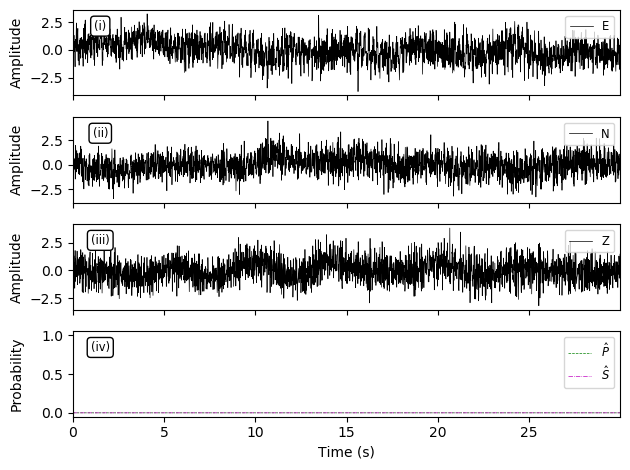 (i)
E
Amplitude
2.5
0.0
−2.5
(ii)
N
Amplitude
2.5
0.0
−2.5
(iii)
Z
Amplitude
2.5
0.0
−2.5
(iv)
P̂
Ŝ
Probability
1.0
0.5
0.0
0 5 10 15 20 25
Time (s)